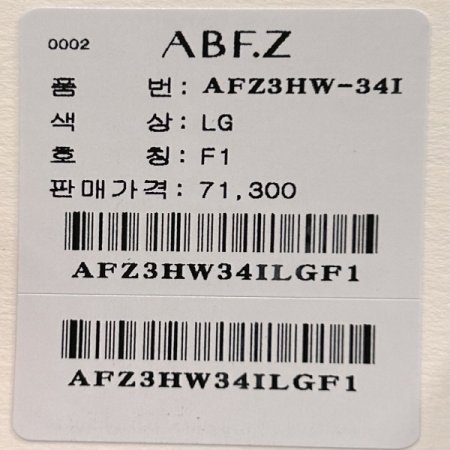 0002 ABF.Z
품 번: AFZ3HW-34I
색 상: LG
호 칭: F1
판매가격: 71,300
AFZ3HW34ILGF1
AFZ3HW34ILGF1